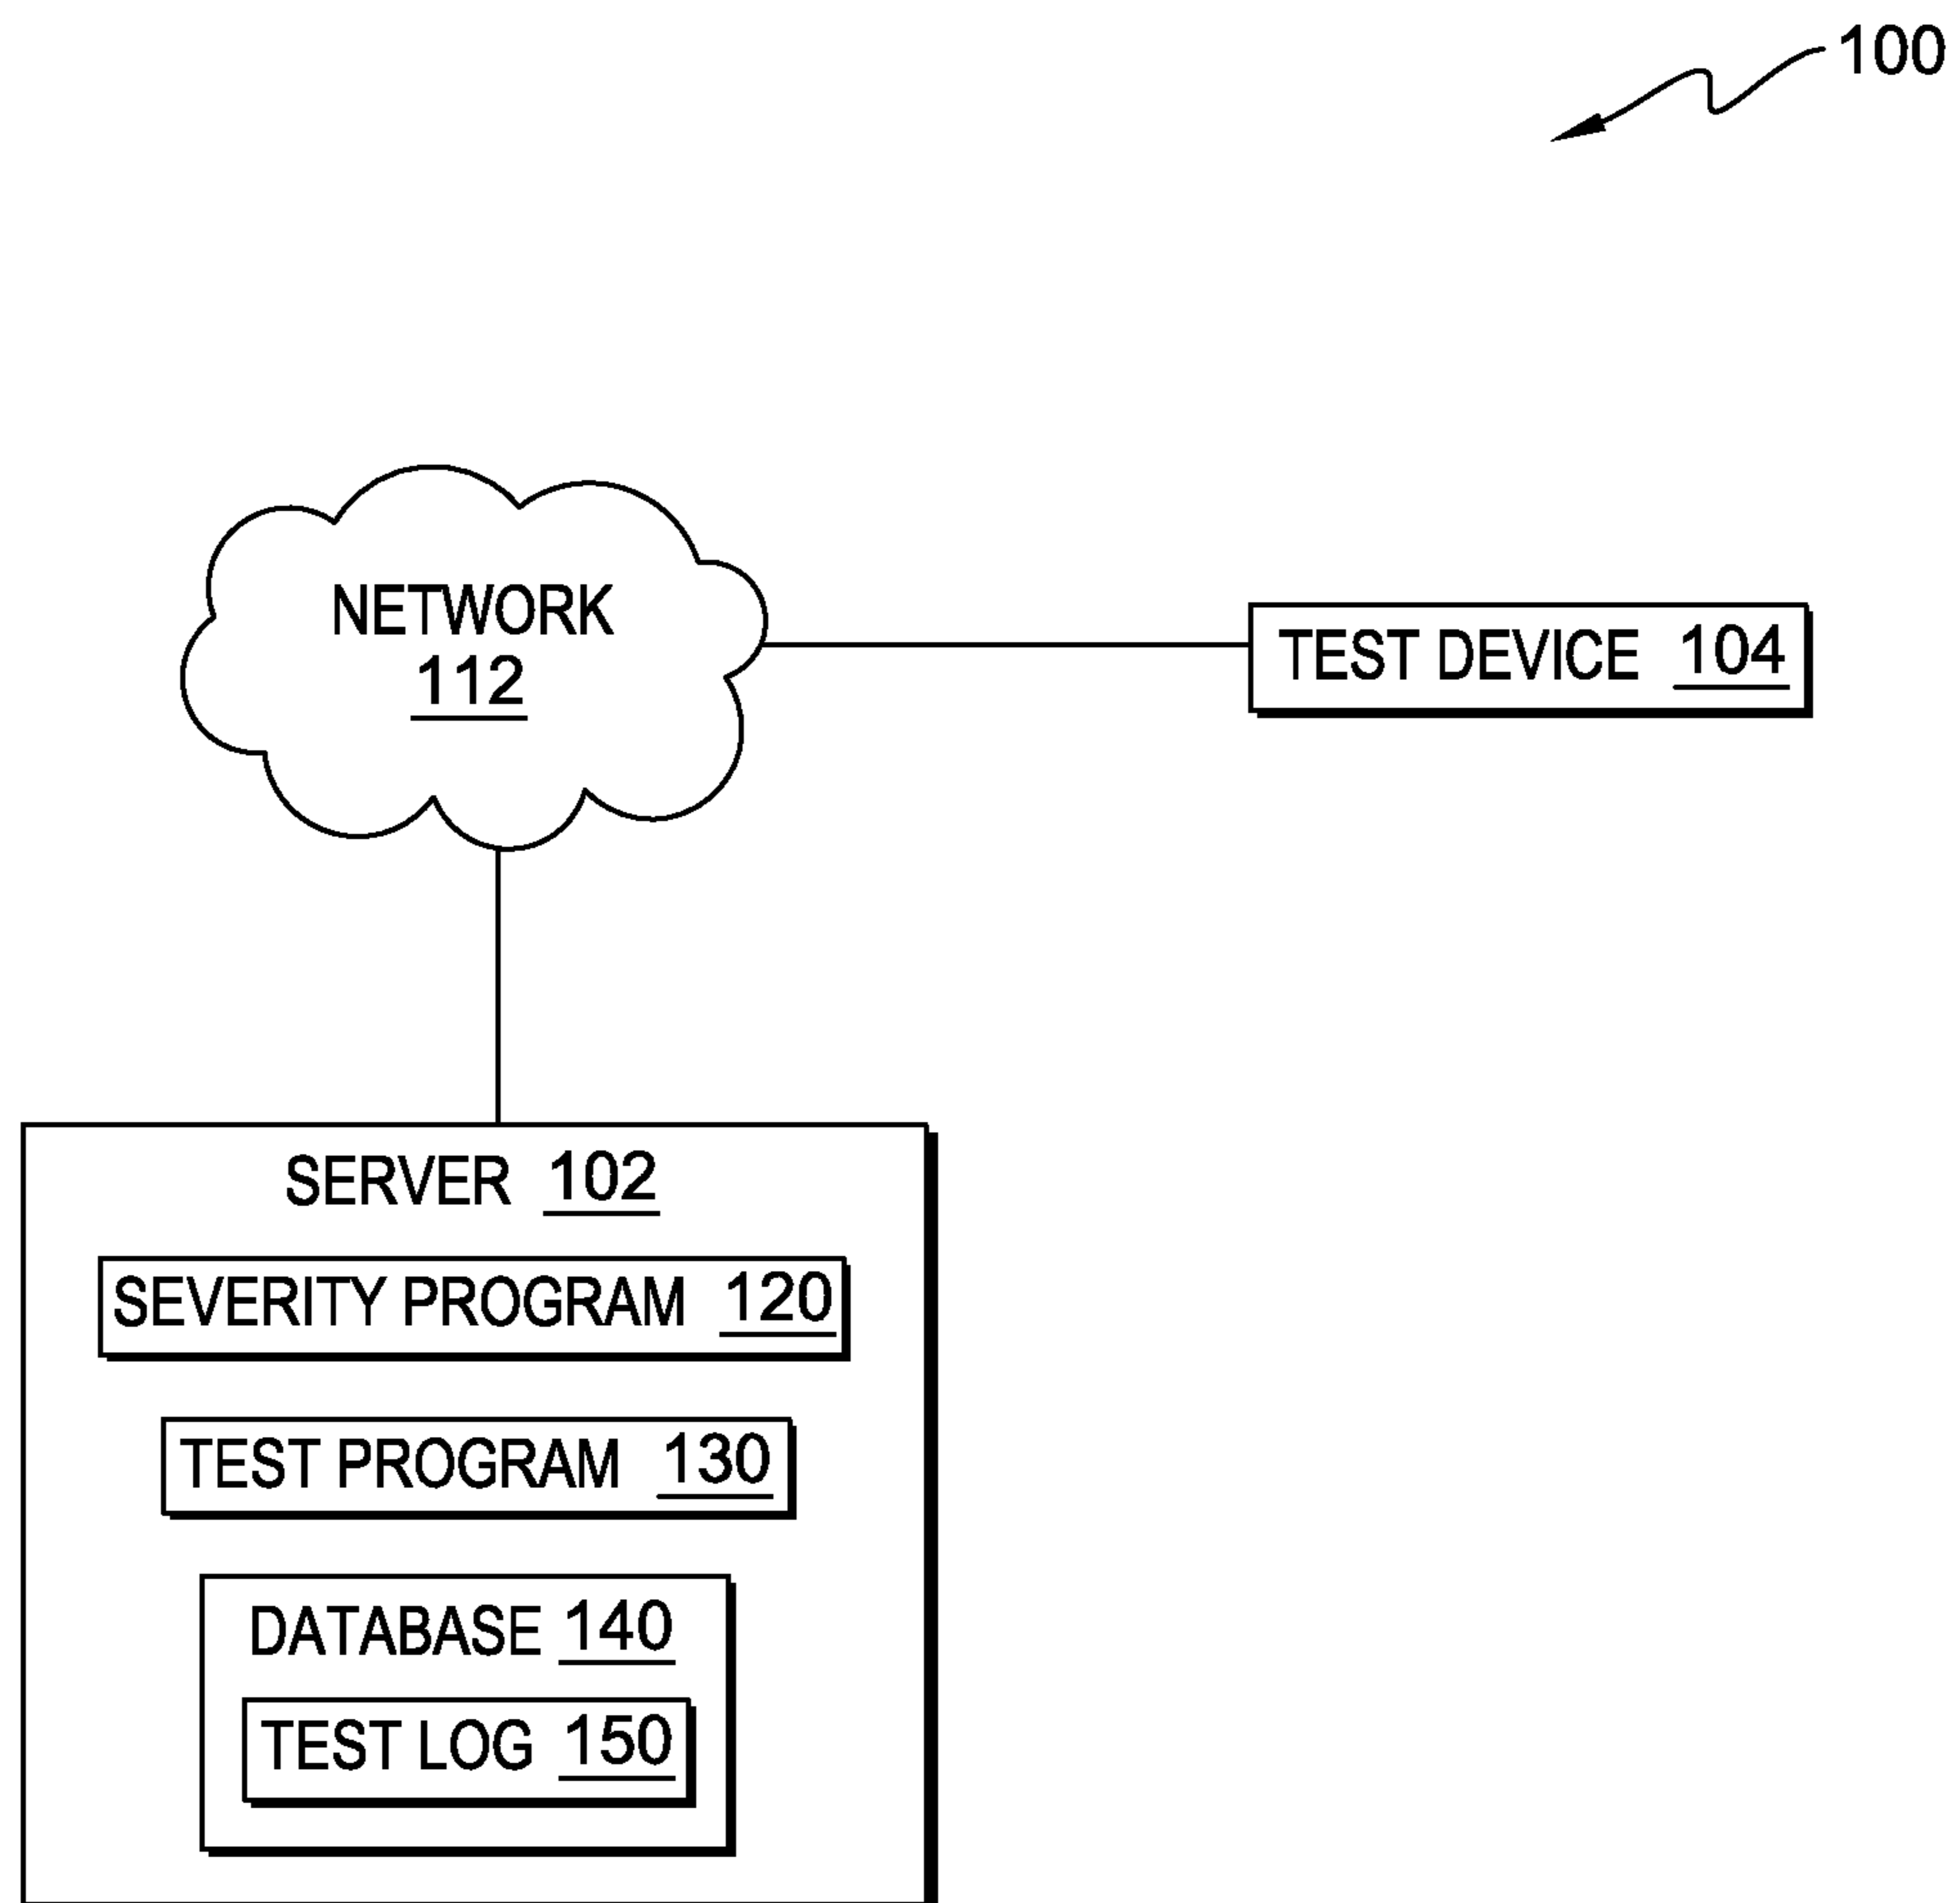 100
NETWORK
112
TEST DEVICE 104
SERVER 102
SEVERITY PROGRAM 120
TEST PROGRAM 130
DATABASE 140
TEST LOG 150